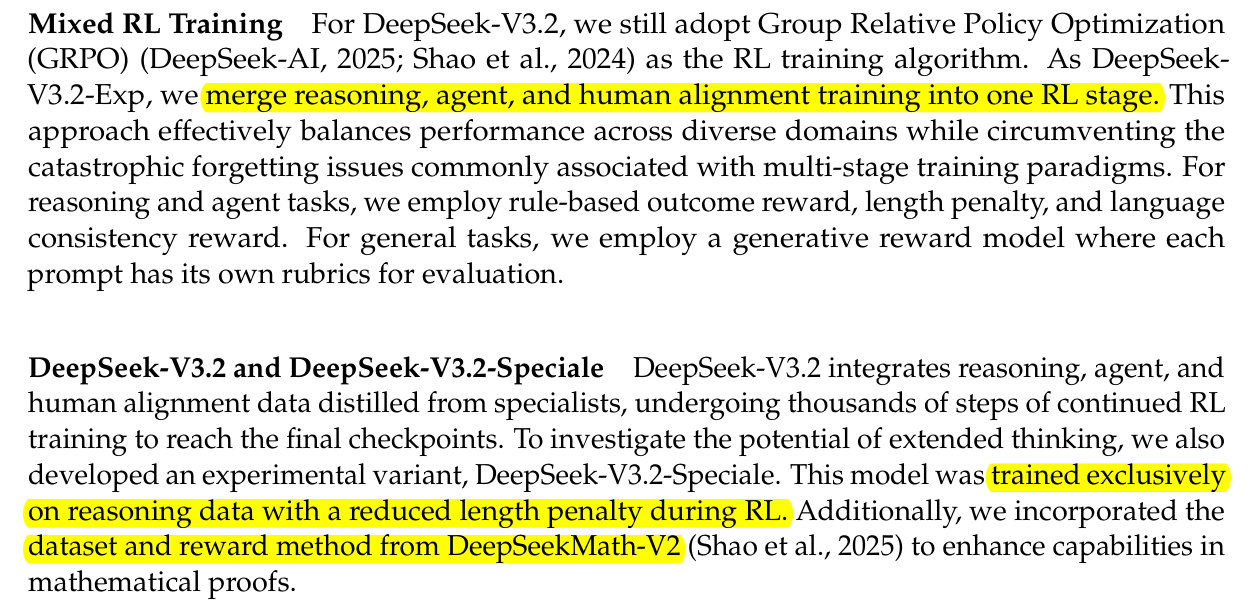 Mixed RL Training For DeepSeek-V3.2, we still adopt Group Relative Policy Optimization
(GRPO) (DeepSeek-AI, 2025; Shao et al., 2024) as the RL training algorithm. As DeepSeek-
V3.2-Exp, we merge reasoning, agent, and human alignment training into one RL stage. This
approach effectively balances performance across diverse domains while circumventing the
catastrophic forgetting issues commonly associated with multi-stage training paradigms. For
reasoning and agent tasks, we employ rule-based outcome reward, length penalty, and language
consistency reward. For general tasks, we employ a generative reward model where each
prompt has its own rubrics for evaluation.
DeepSeek-V3.2 and DeepSeek-V3.2-Speciale DeepSeek-V3.2 integrates reasoning, agent, and
human alignment data distilled from specialists, undergoing thousands of steps of continued RL
training to reach the final checkpoints. To investigate the potential of extended thinking, we also
developed an experimental variant, DeepSeek-V3.2-Speciale. This model was trained exclusively
on reasoning data with a reduced length penalty during RL. Additionally, we incorporated the
dataset and reward method from DeepSeekMath-V2 (Shao et al., 2025) to enhance capabilities in
mathematical proofs.